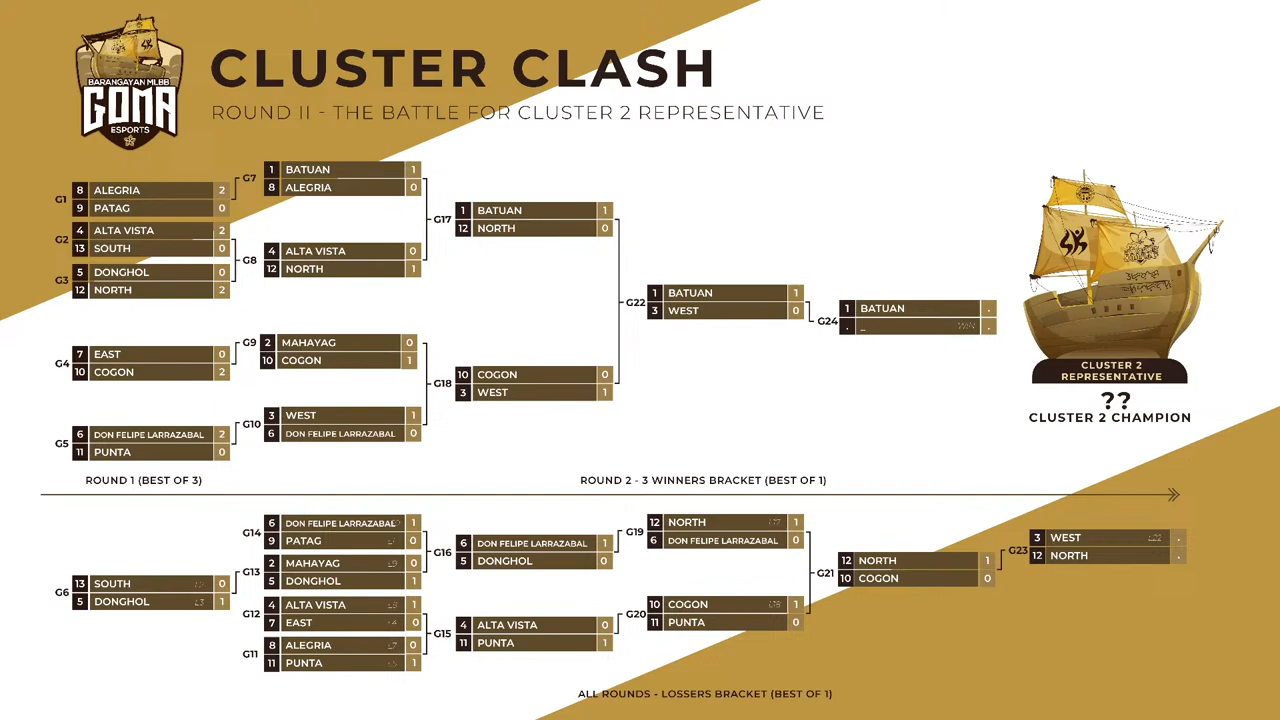 BARANGAYAN MLBB
GOMA
ESPORTS
CLUSTER CLASH
ROUND II - THE BATTLE FOR CLUSTER 2 REPRESENTATIVE
G1
8 ALEGRIA 2
9 PATAG 0
G2
4 ALTA VISTA 2
13 SOUTH 0
G3
5 DONGHOL 0
12 NORTH 2
G4
7 EAST 0
10 COGON 2
G5
6 DON FELIPE LARRAZABAL 2
11 PUNTA 0
G7
1 BATUAN 1
8 ALEGRIA 0
G8
4 ALTA VISTA 0
12 NORTH 1
G9
2 MAHAYAG 0
10 COGON 1
G10
3 WEST 1
6 DON FELIPE LARRAZABAL 0
G17
1 BATUAN 1
12 NORTH 0
G18
10 COGON 0
3 WEST 1
G22
1 BATUAN 1
3 WEST 0
G24
1 BATUAN .
. _ .
CLUSTER 2
REPRESENTATIVE
??
CLUSTER 2 CHAMPION
ROUND 1 (BEST OF 3)
ROUND 2 - 3 WINNERS BRACKET (BEST OF 1)
G6
13 SOUTH 0
5 DONGHOL L3 1
G14
6 DON FELIPE LARRAZABAL 1
9 PATAG 0
G13
2 MAHAYAG L9 0
5 DONGHOL 1
G12
4 ALTA VISTA L8 1
7 EAST 0
G11
8 ALEGRIA L7 0
11 PUNTA 1
G16
6 DON FELIPE LARRAZABAL 1
5 DONGHOL 0
G15
4 ALTA VISTA 0
11 PUNTA 1
G19
12 NORTH L17 1
6 DON FELIPE LARRAZABAL 0
G20
10 COGON L18 1
11 PUNTA 0
G21
12 NORTH 1
10 COGON 0
G23
3 WEST L22 .
12 NORTH .
ALL ROUNDS - LOSSERS BRACKET (BEST OF 1)